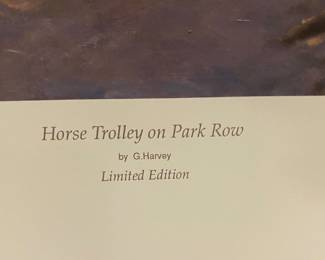 Horse Trolley on Park Row
by G.Harvey
Limited Edition